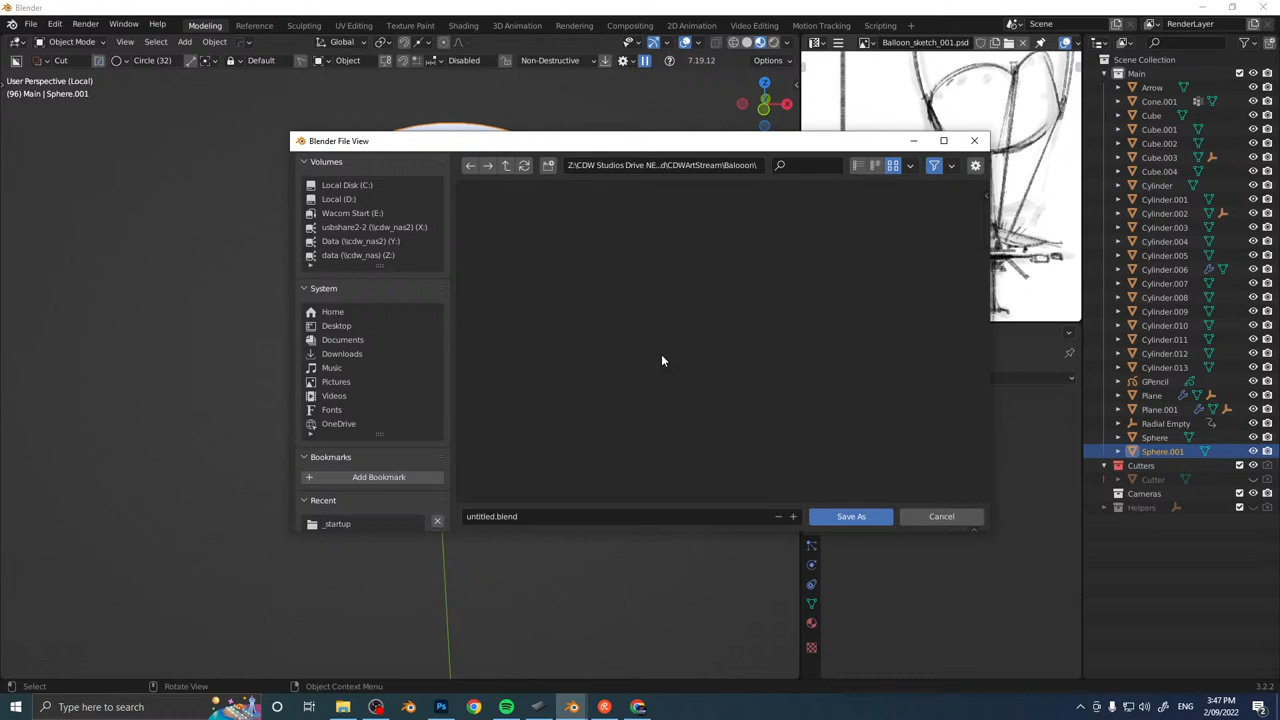 Blender
File Edit Render Window Help
Modeling Reference Sculpting UV Editing Texture Paint Shading 3D Animation Rendering Compositing 2D Animation Video Editing Motion Tracking Scripting +
Scene RenderLayer
Object Mode View Select Add Object Global
Balloon_sketch_001.psd
Cut Circle (32) Default Object Disabled Non-Destructive 7.19.12 Options
User Perspective (Local)
(96) Main | Sphere.001
Z
X
Blender File View
Volumes
Local Disk (C:)
Local (D:)
Wacom Start (E:)
usbshare2-2 (\\cdw_nas2) (X:)
Data (\\cdw_nas2) (Y:)
data (\\cdw_nas) (Z:)
System
Home
Desktop
Documents
Downloads
Music
Pictures
Videos
Fonts
OneDrive
Bookmarks
Add Bookmark
Recent
_startup
Z:\CDW Studios Drive NE...d\CDWArtStream\Balooon\
untitled.blend
Save As
Cancel
Scene Collection
Main
Arrow
Cone.001
Cube
Cube.001
Cube.002
Cube.003
Cube.004
Cylinder
Cylinder.001
Cylinder.002
Cylinder.003
Cylinder.004
Cylinder.005
Cylinder.006
Cylinder.007
Cylinder.008
Cylinder.009
Cylinder.010
Cylinder.011
Cylinder.012
Cylinder.013
GPencil
Plane
Plane.001
Radial Empty
Sphere
Sphere.001
Cutters
Cutter
Cameras
Helpers
Select Rotate View Object Context Menu
3.2.2
Type here to search
3:47 PM
2/09/2022